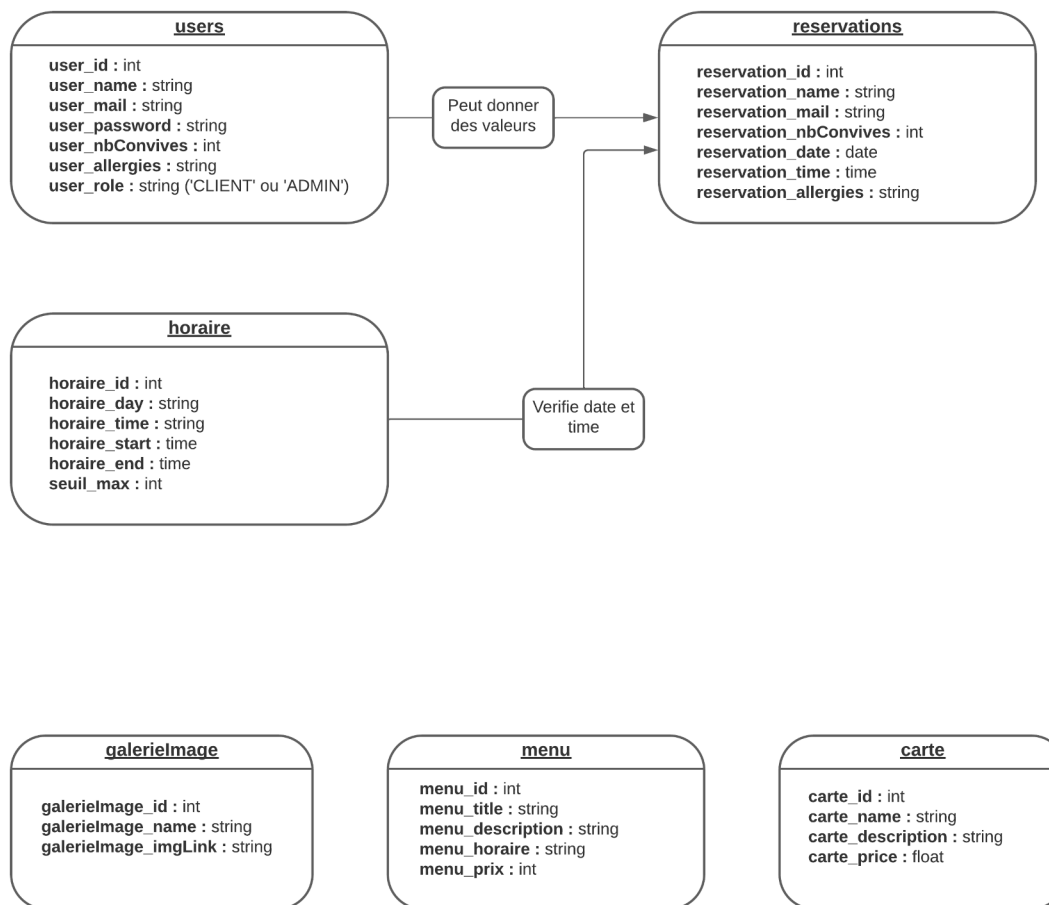 users
user_id : int
user_name : string
user_mail : string
user_password : string
user_nbConvives : int
user_allergies : string
user_role : string ('CLIENT' ou 'ADMIN')
Peut donner
des valeurs
reservations
reservation_id : int
reservation_name : string
reservation_mail : string
reservation_nbConvives : int
reservation_date : date
reservation_time : time
reservation_allergies : string
horaire
horaire_id : int
horaire_day : string
horaire_time : string
horaire_start : time
horaire_end : time
seuil_max : int
Verifie date et
time
galerieImage
galerieImage_id : int
galerieImage_name : string
galerieImage_imgLink : string
menu
menu_id : int
menu_title : string
menu_description : string
menu_horaire : string
menu_prix : int
carte
carte_id : int
carte_name : string
carte_description : string
carte_price : float